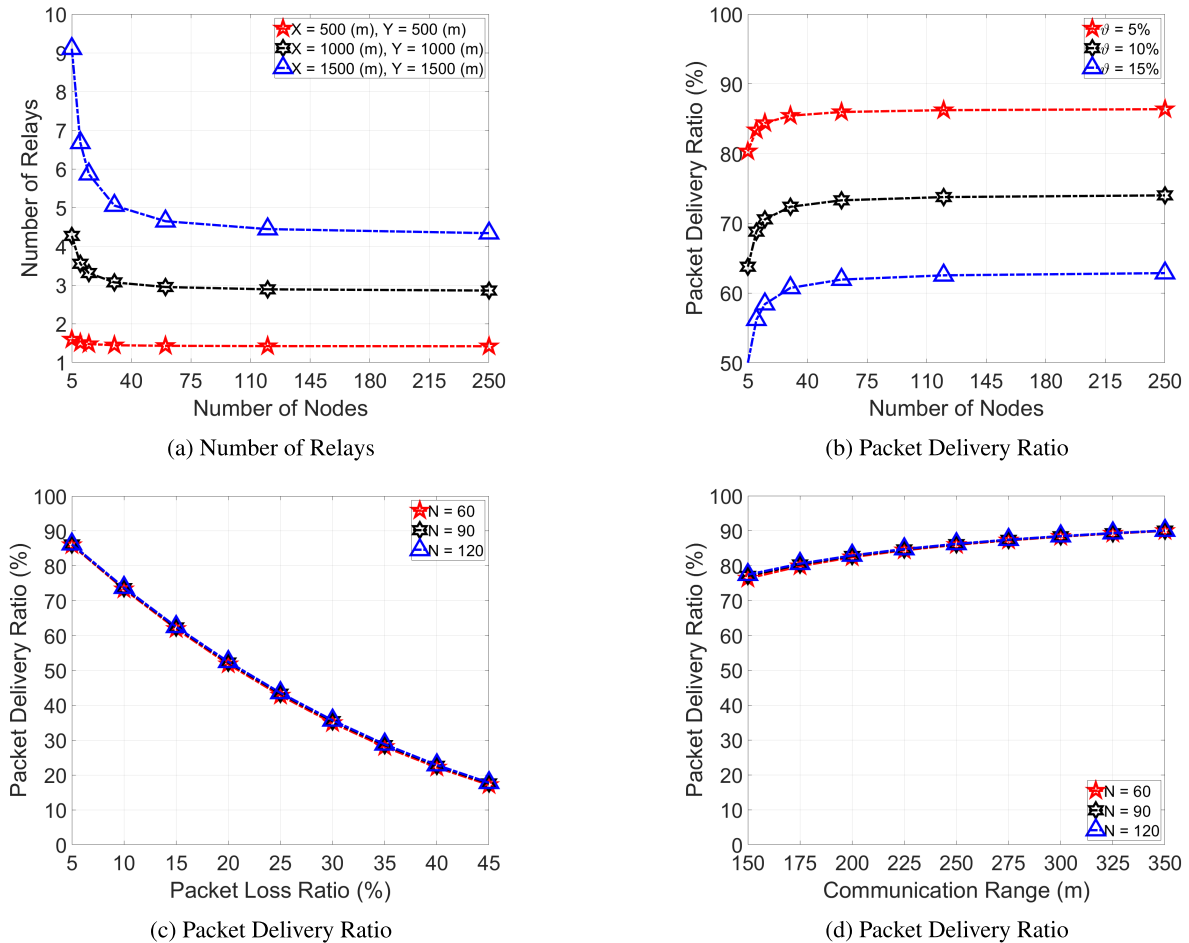 10
9
8
7
6
5
4
3
2
1
Number of Relays
X = 500 (m), Y = 500 (m)
X = 1000 (m), Y = 1000 (m)
X = 1500 (m), Y = 1500 (m)
5 40 75 110 145 180 215 250
Number of Nodes
(a) Number of Relays
100
90
80
70
60
50
Packet Delivery Ratio (%)
ϑ = 5%
ϑ = 10%
ϑ = 15%
5 40 75 110 145 180 215 250
Number of Nodes
(b) Packet Delivery Ratio
100
90
80
70
60
50
40
30
20
10
0
Packet Delivery Ratio (%)
N = 60
N = 90
N = 120
5 10 15 20 25 30 35 40 45
Packet Loss Ratio (%)
(c) Packet Delivery Ratio
100
90
80
70
60
50
40
30
20
10
0
Packet Delivery Ratio (%)
N = 60
N = 90
N = 120
150 175 200 225 250 275 300 325 350
Communication Range (m)
(d) Packet Delivery Ratio